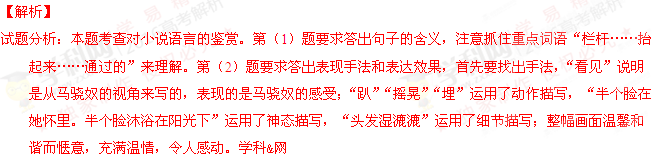 【解析】
试题分析：本题考查对小说语言的鉴赏。第（1）题要求答出句子的含义，注意抓住重点词语“栏杆……抬
起来……通过的”来理解。第（2）题要求答出表现手法和表达效果，首先要找出手法，“看见”说明
是从马晓奴的视角来写的，表现的是马晓奴的感受；“趴”“摇晃”“埋”运用了动作描写，“半个脸在
她怀里。半个脸沐浴在阳光下”运用了神态描写，“头发湿漉漉”运用了细节描写；整幅画面温馨和
谐而惬意，充满温情，令人感动。学科&网